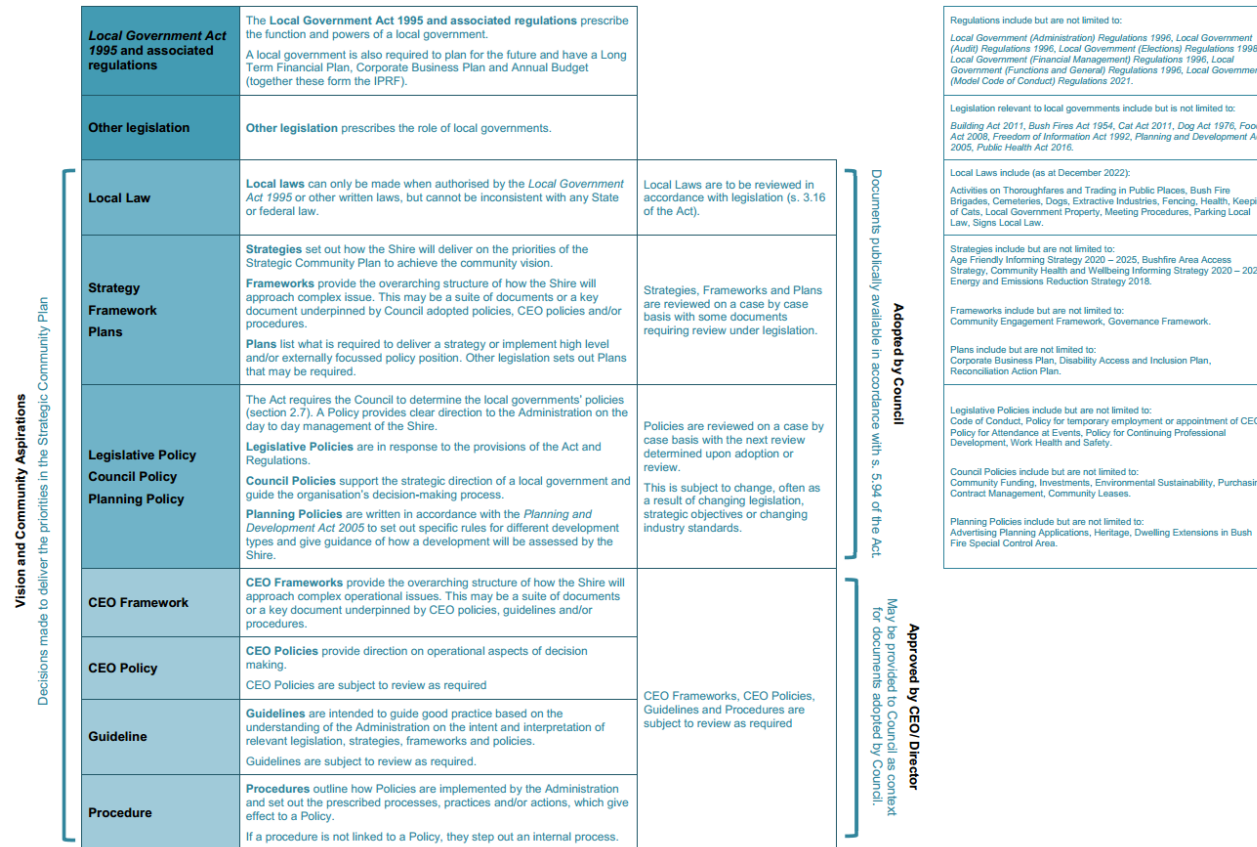 Local Government Act
1995 and associated
regulations
The Local Government Act 1995 and associated regulations prescribe
the function and powers of a local government.
A local government is also required to plan for the future and have a Long
Term Financial Plan, Corporate Business Plan and Annual Budget
(together these form the IPRF).
Regulations include but are not limited to:
Local Government (Administration) Regulations 1996, Local Government
(Audit) Regulations 1996, Local Government (Elections) Regulations 1998
Local Government (Financial Management) Regulations 1996, Local
Government (Functions and General) Regulations 1996, Local Governmen
(Model Code of Conduct) Regulations 2021.
Other legislation
Other legislation prescribes the role of local governments.
Legislation relevant to local governments include but is not limited to:
Building Act 2011, Bush Fires Act 1954, Cat Act 2011, Dog Act 1976, Foo
Act 2008, Freedom of Information Act 1992, Planning and Development A
2005, Public Health Act 2016.
Vision and Community Aspirations
Decisions made to deliver the priorities in the Strategic Community Plan
Local Law
Local laws can only be made when authorised by the Local Government
Act 1995 or other written laws, but cannot be inconsistent with any State
or federal law.
Local Laws are to be reviewed in
accordance with legislation (s. 3.16
of the Act).
Documents publically available in accordance with s. 5.94 of the Act.
Adopted by Council
Local Laws include (as at December 2022):
Activities on Thoroughfares and Trading in Public Places, Bush Fire
Brigades, Cemeteries, Dogs, Extractive Industries, Fencing, Health, Keepi
of Cats, Local Government Property, Meeting Procedures, Parking Local
Law, Signs Local Law.
Strategy
Framework
Plans
Strategies set out how the Shire will deliver on the priorities of the
Strategic Community Plan to achieve the community vision.
Frameworks provide the overarching structure of how the Shire will
approach complex issue. This may be a suite of documents or a key
document underpinned by Council adopted policies, CEO policies and/or
procedures.
Plans list what is required to deliver a strategy or implement high level
and/or externally focussed policy position. Other legislation sets out Plans
that may be required.
Strategies, Frameworks and Plans
are reviewed on a case by case
basis with some documents
requiring review under legislation.
Strategies include but are not limited to:
Age Friendly Informing Strategy 2020 – 2025, Bushfire Area Access
Strategy, Community Health and Wellbeing Informing Strategy 2020 – 202
Energy and Emissions Reduction Strategy 2018.
Frameworks include but are not limited to:
Community Engagement Framework, Governance Framework.
Plans include but are not limited to:
Corporate Business Plan, Disability Access and Inclusion Plan,
Reconciliation Action Plan.
Legislative Policy
Council Policy
Planning Policy
The Act requires the Council to determine the local governments' policies
(section 2.7). A Policy provides clear direction to the Administration on the
day to day management of the Shire.
Legislative Policies are in response to the provisions of the Act and
Regulations.
Council Policies support the strategic direction of a local government and
guide the organisation's decision-making process.
Planning Policies are written in accordance with the Planning and
Development Act 2005 to set out specific rules for different development
types and give guidance of how a development will be assessed by the
Shire.
Policies are reviewed on a case by
case basis with the next review
determined upon adoption or
review.
This is subject to change, often as
a result of changing legislation,
strategic objectives or changing
industry standards.
Legislative Policies include but are not limited to:
Code of Conduct, Policy for temporary employment or appointment of CEO
Policy for Attendance at Events, Policy for Continuing Professional
Development, Work Health and Safety.
Council Policies include but are not limited to:
Community Funding, Investments, Environmental Sustainability, Purchasin
Contract Management, Community Leases.
Planning Policies include but are not limited to:
Advertising Planning Applications, Heritage, Dwelling Extensions in Bush
Fire Special Control Area.
CEO Framework
CEO Frameworks provide the overarching structure of how the Shire will
approach complex operational issues. This may be a suite of documents
or a key document underpinned by CEO policies, guidelines and/or
procedures.
CEO Policy
CEO Policies provide direction on operational aspects of decision
making.
CEO Policies are subject to review as required
Guideline
Guidelines are intended to guide good practice based on the
understanding of the Administration on the intent and interpretation of
relevant legislation, strategies, frameworks and policies.
Guidelines are subject to review as required.
Procedure
Procedures outline how Policies are implemented by the Administration
and set out the prescribed processes, practices and/or actions, which give
effect to a Policy.
If a procedure is not linked to a Policy, they step out an internal process.
CEO Frameworks, CEO Policies,
Guidelines and Procedures are
subject to review as required
May be provided to Council as context
for documents adopted by Council.
Approved by CEO/ Director